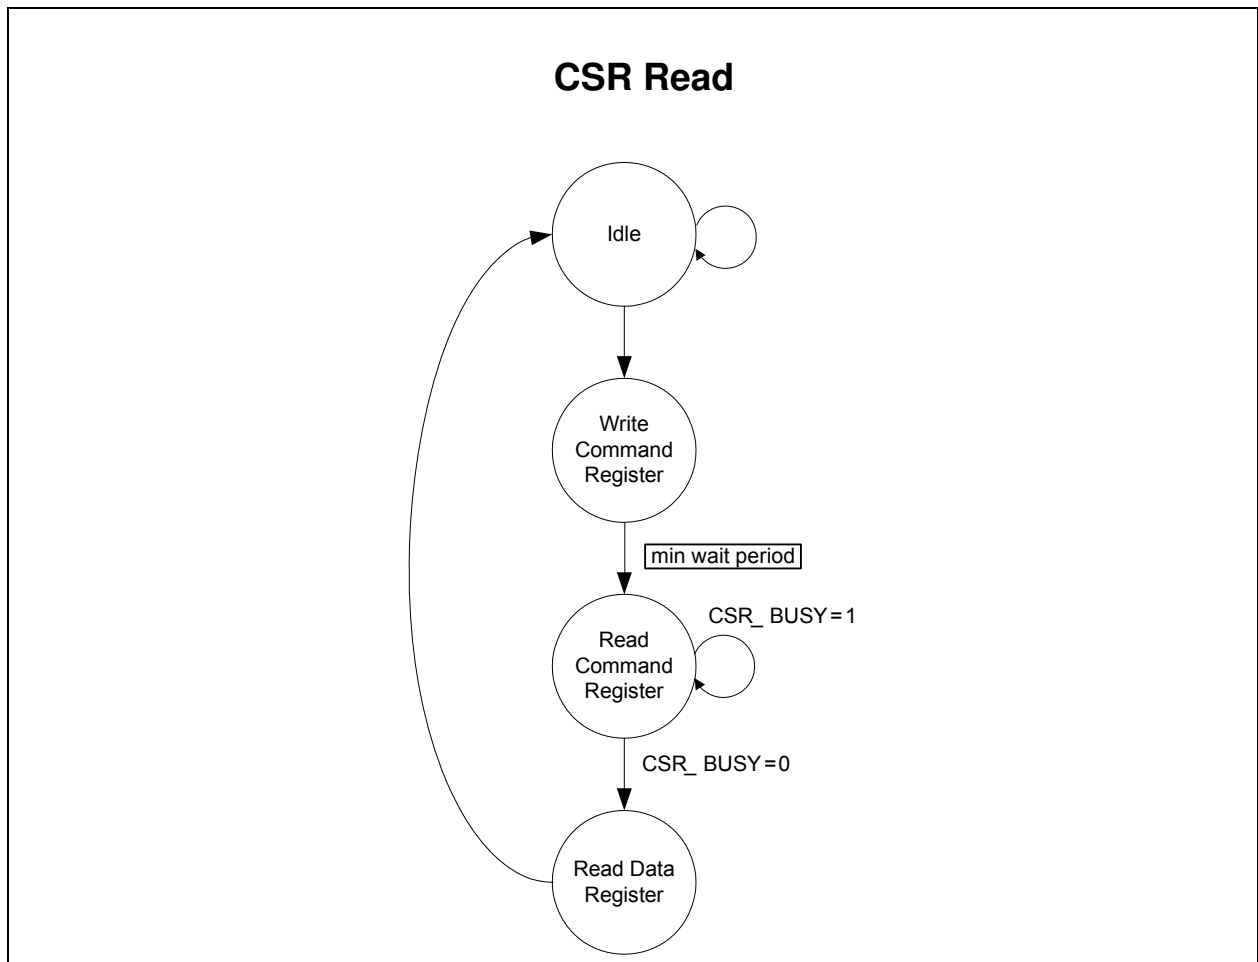 CSR Read
Idle
Write
Command
Register
min wait period
CSR_ BUSY=1
Read
Command
Register
CSR_ BUSY=0
Read Data
Register